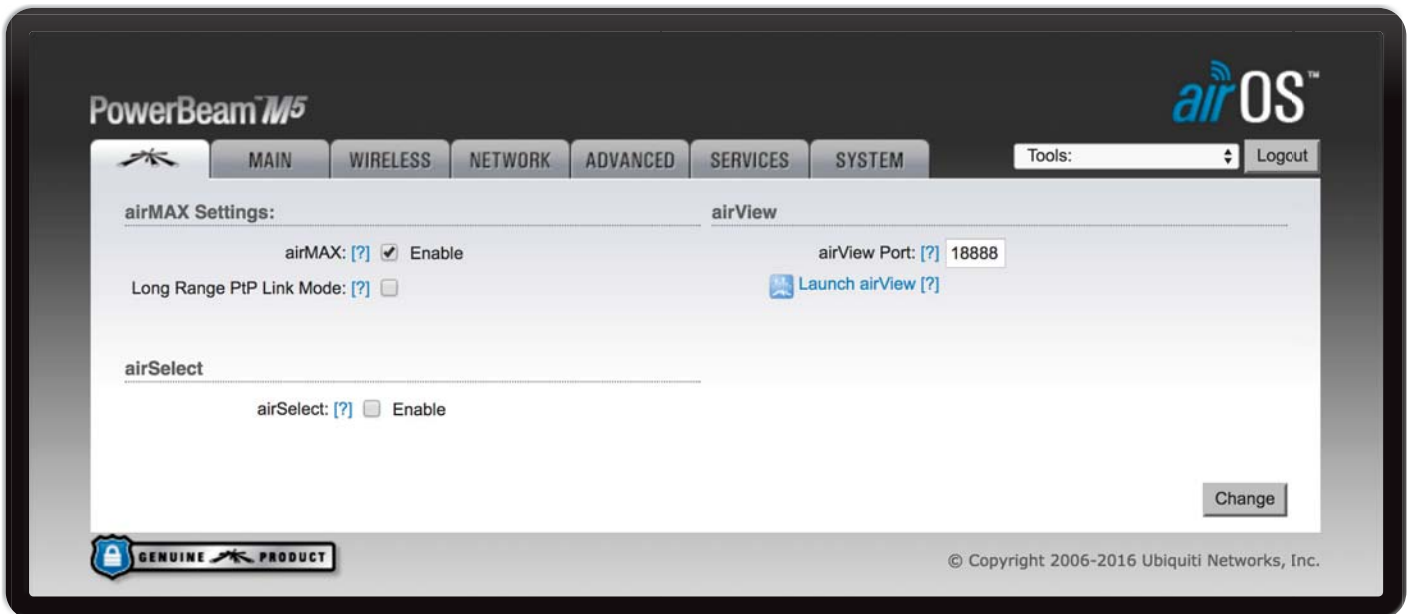 PowerBeam™ M5
airOS™
MAIN WIRELESS NETWORK ADVANCED SERVICES SYSTEM Tools: Logout
airMAX Settings:
airMAX: [?] Enable
Long Range PtP Link Mode: [?]
airView
airView Port: [?] 18888
Launch airView [?]
airSelect
airSelect: [?] Enable
Change
GENUINE PRODUCT
© Copyright 2006-2016 Ubiquiti Networks, Inc.